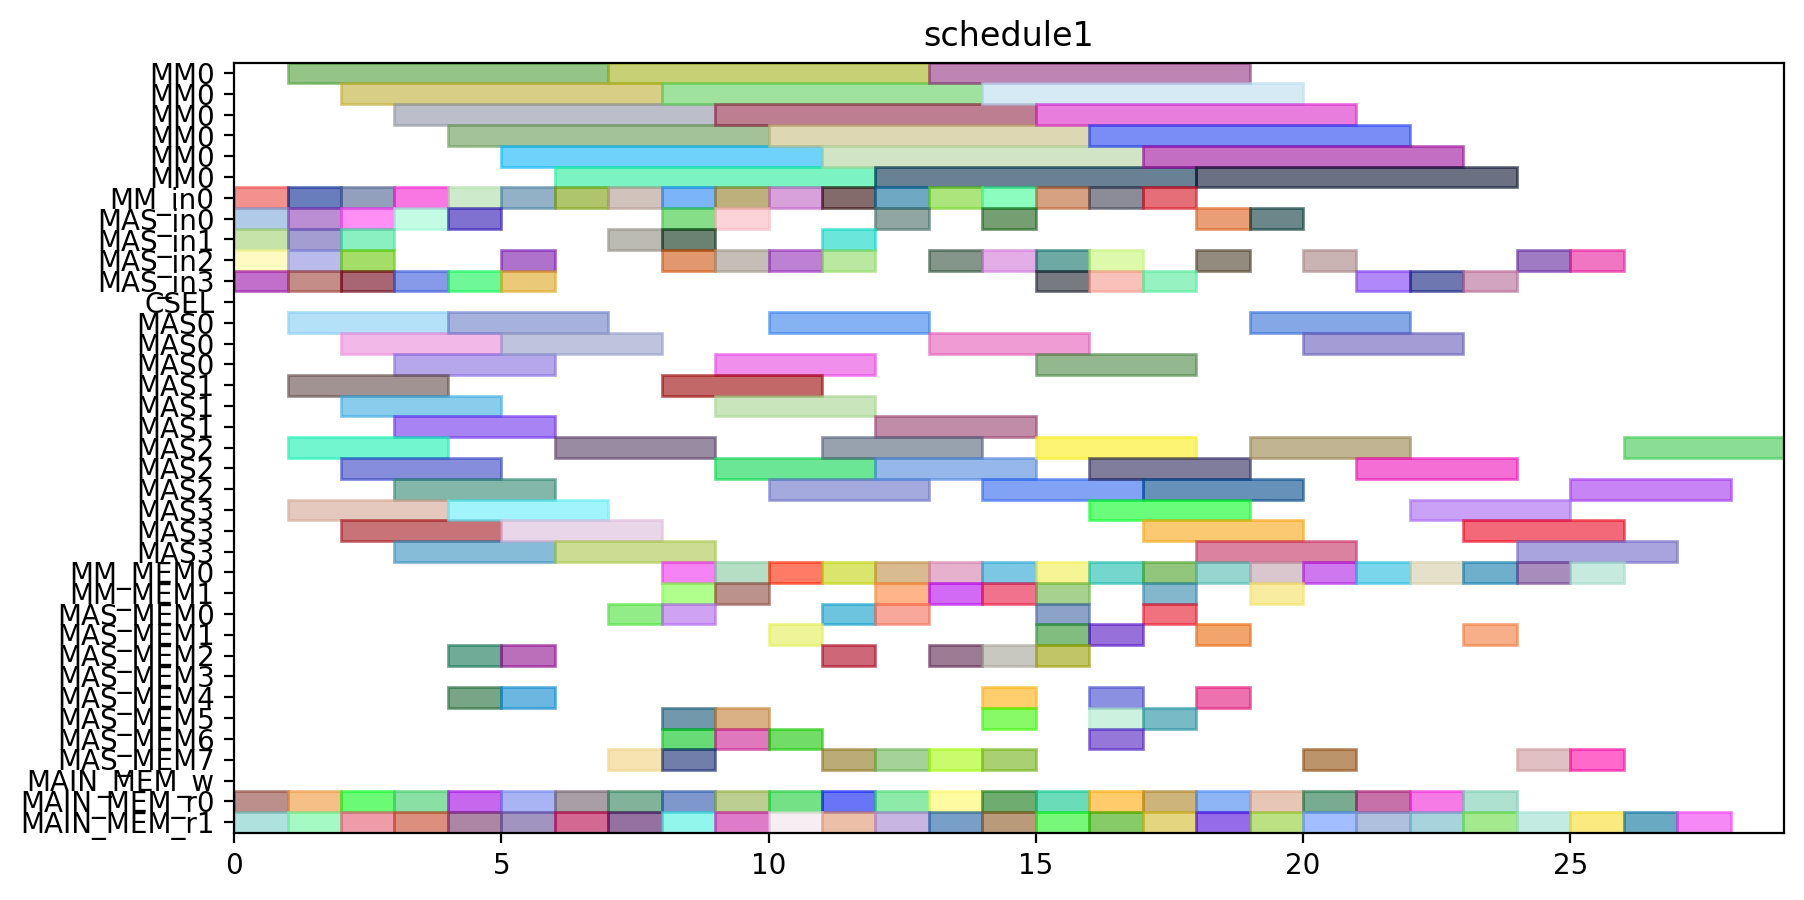 schedule1
MM0
MM0
MM0
MM0
MM0
MM0
MM_in0
MAS_in0
MAS_in1
MAS_in2
MAS_in3
CSEL
MAS0
MAS0
MAS0
MAS1
MAS1
MAS1
MAS2
MAS2
MAS2
MAS3
MAS3
MAS3
MM_MEM0
MM_MEM1
MAS_MEM0
MAS_MEM1
MAS_MEM2
MAS_MEM3
MAS_MEM4
MAS_MEM5
MAS_MEM6
MAS_MEM7
MAIN_MEM_w
MAIN_MEM_r0
MAIN_MEM_r1
0 5 10 15 20 25